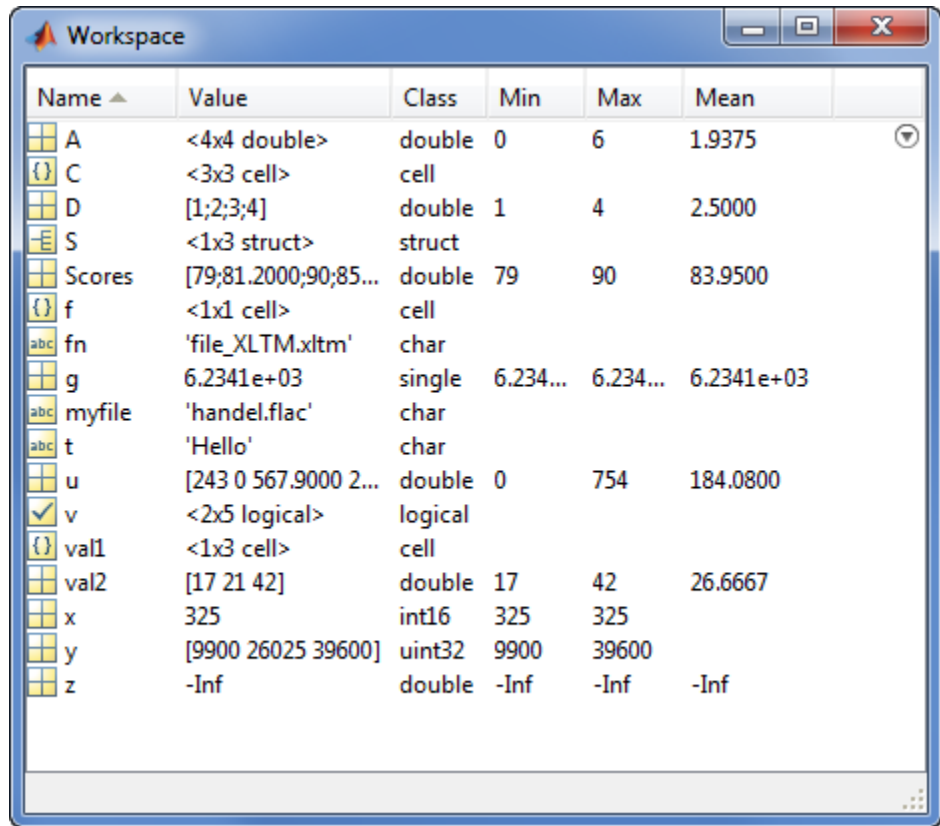 Workspace
Name Value Class Min Max Mean
A <4x4 double> double 0 6 1.9375
{} C <3x3 cell> cell
D [1;2;3;4] double 1 4 2.5000
S <1x3 struct> struct
Scores [79;81.2000;90;85... double 79 90 83.9500
{} f <1x1 cell> cell
abc fn 'file_XLTM.xltm' char
g 6.2341e+03 single 6.234... 6.234... 6.2341e+03
abc myfile 'handel.flac' char
abc t 'Hello' char
u [243 0 567.9000 2... double 0 754 184.0800
v <2x5 logical> logical
{} val1 <1x3 cell> cell
val2 [17 21 42] double 17 42 26.6667
x 325 int16 325 325
y [9900 26025 39600] uint32 9900 39600
z -Inf double -Inf -Inf -Inf